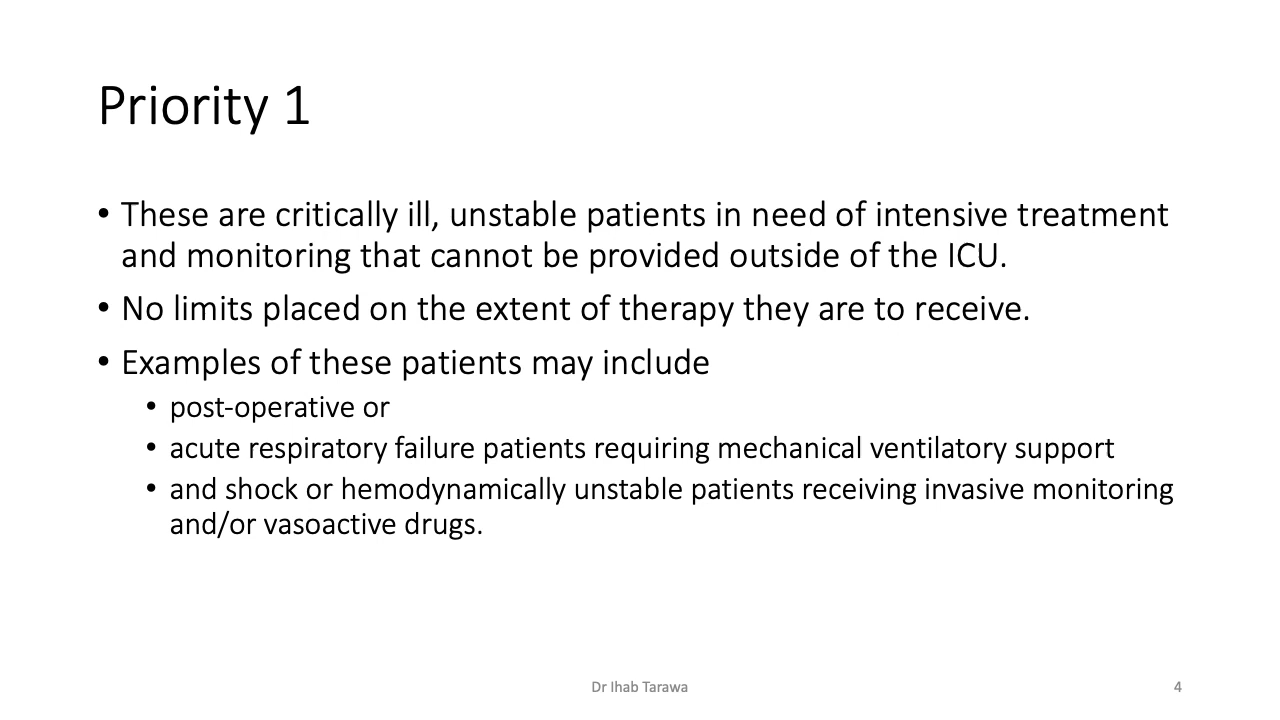 Priority 1
• These are critically ill, unstable patients in need of intensive treatment
and monitoring that cannot be provided outside of the ICU.
• No limits placed on the extent of therapy they are to receive.
• Examples of these patients may include
• post-operative or
• acute respiratory failure patients requiring mechanical ventilatory support
• and shock or hemodynamically unstable patients receiving invasive monitoring
and/or vasoactive drugs.
Dr Ihab Tarawa
4